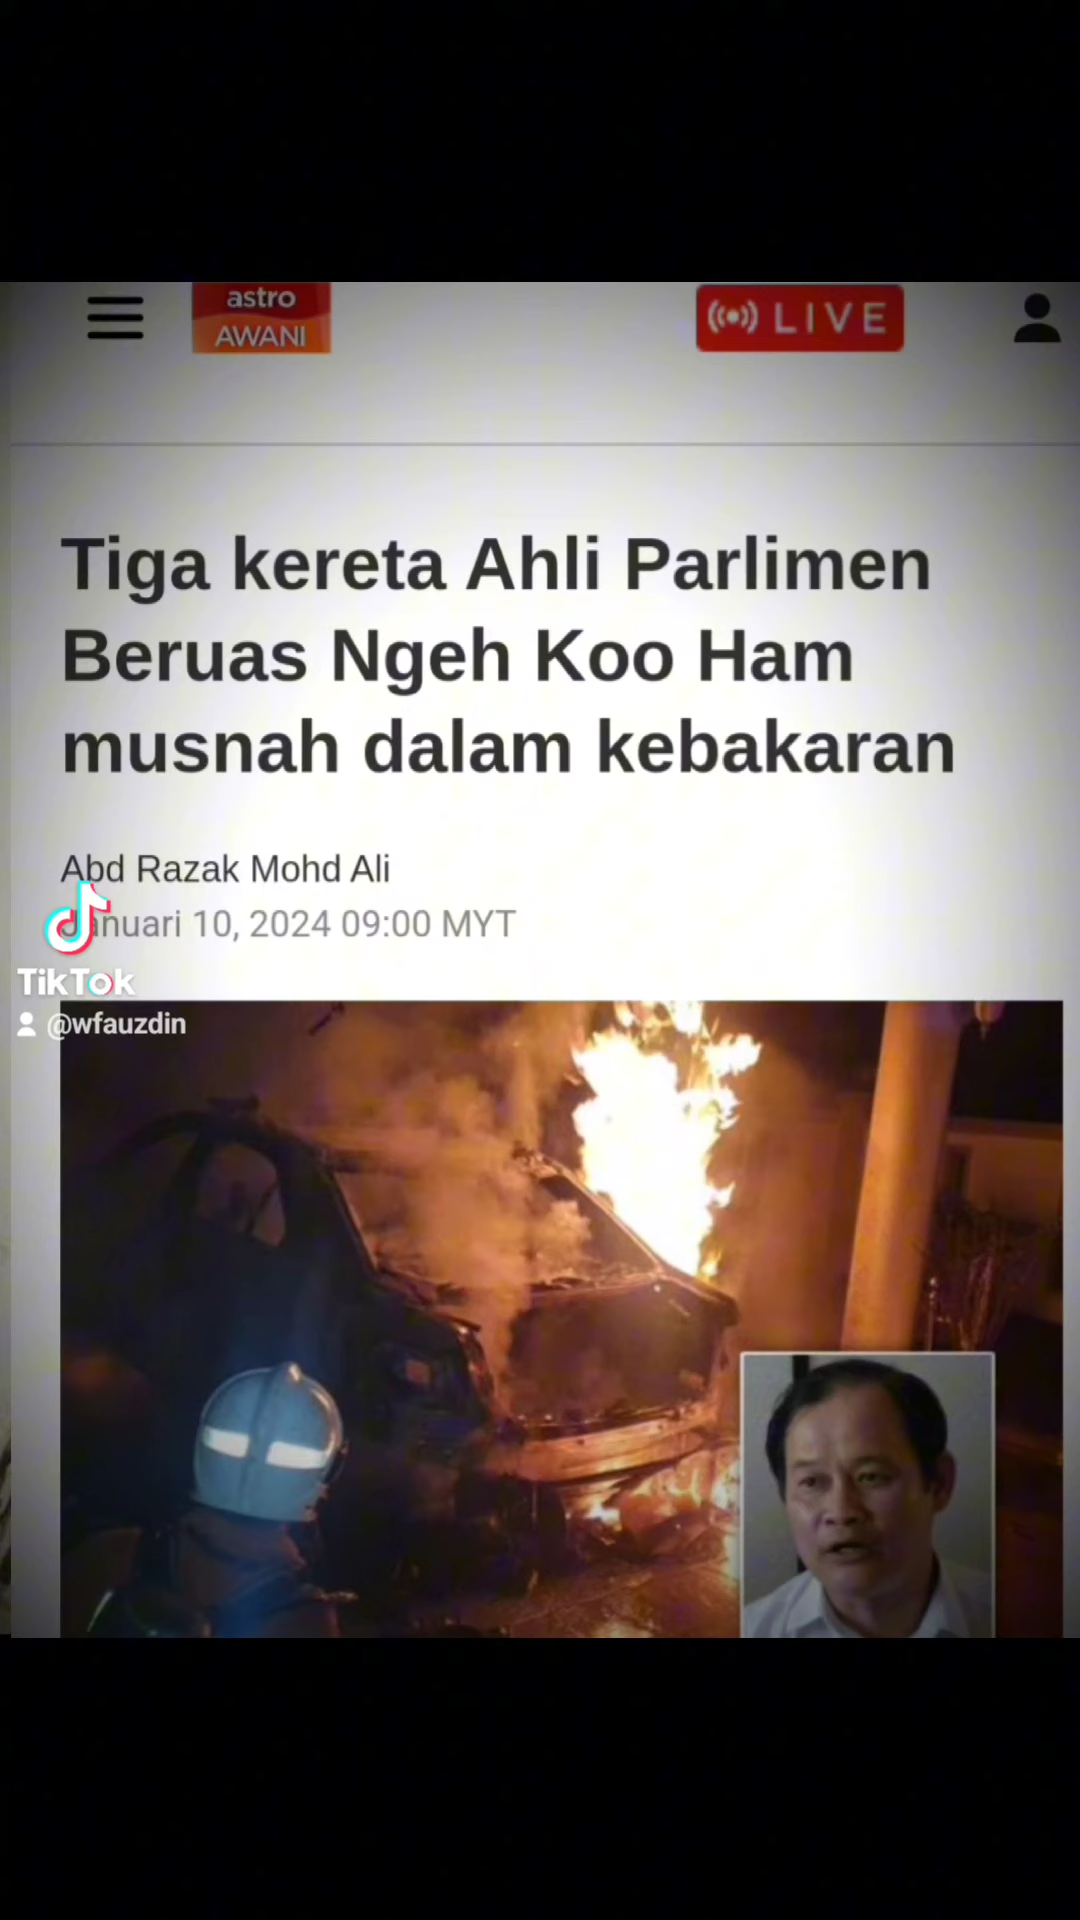 astro
AWANI
LIVE
Tiga kereta Ahli Parlimen
Beruas Ngeh Koo Ham
musnah dalam kebakaran
Abd Razak Mohd Ali
Januari 10, 2024 09:00 MYT
TikTok
@wfauzdin